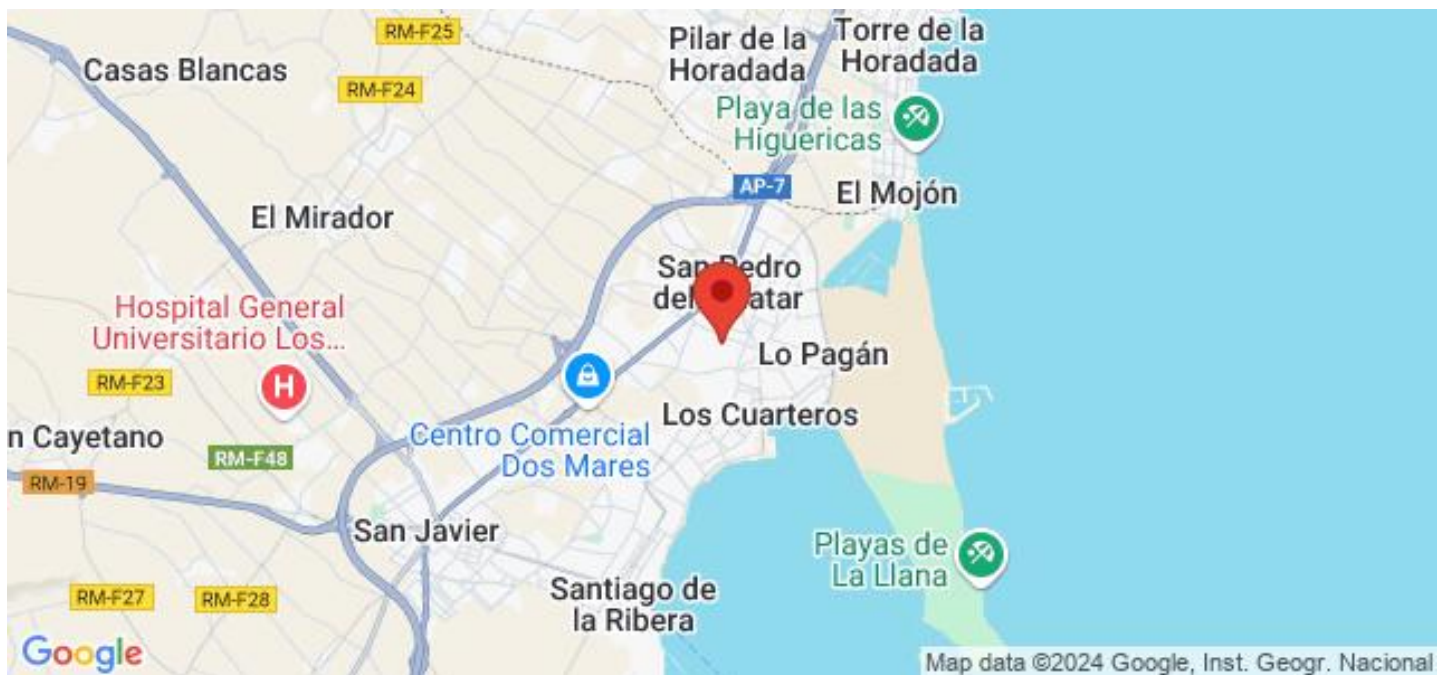 RM-F25
Pilar de la
Horadada
Torre de la
Horadada
Casas Blancas
RM-F24
Playa de las
Higuericas
AP-7
El Mojón
El Mirador
San Pedro
del
atar
Hospital General
Universitario Los...
H
Lo Pagán
RM-F23
Los Cuarteros
n Cayetano
Centro Comercial
Dos Mares
RM-F48
RM-19
San Javier
Playas de
La Llana
Santiago de
la Ribera
RM-F27
RM-F28
Google
Map data ©2024 Google, Inst. Geogr. Nacional